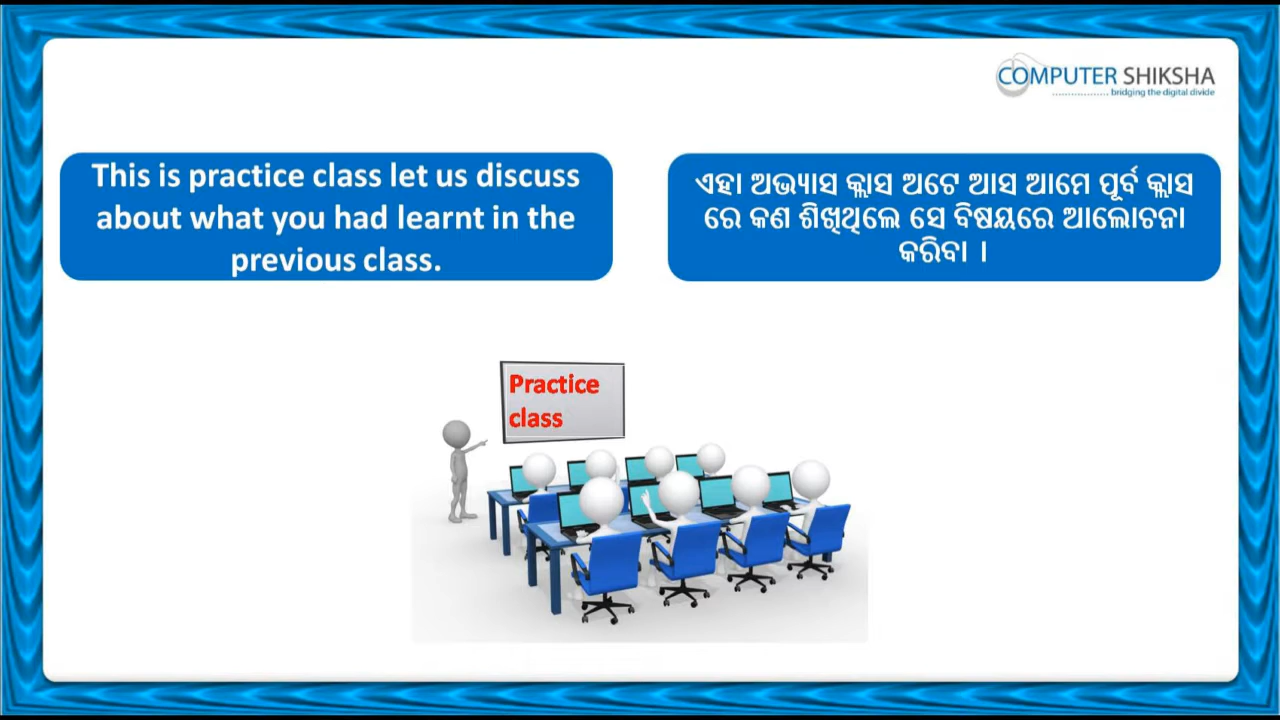 COMPUTER SHIKSHA
bridging the digital divide
This is practice class let us discuss
about what you had learnt in the
previous class.
ଏହା ଅଭ୍ୟାସ କ୍ଲାସ ଅଟେ ଆସ ଆମେ ପୂର୍ବ କ୍ଲାସ
ରେ କଣ ଶିଖିଥିଲେ ସେ ବିଷୟରେ ଆଲୋଚନା
କରିବା ।
Practice
class